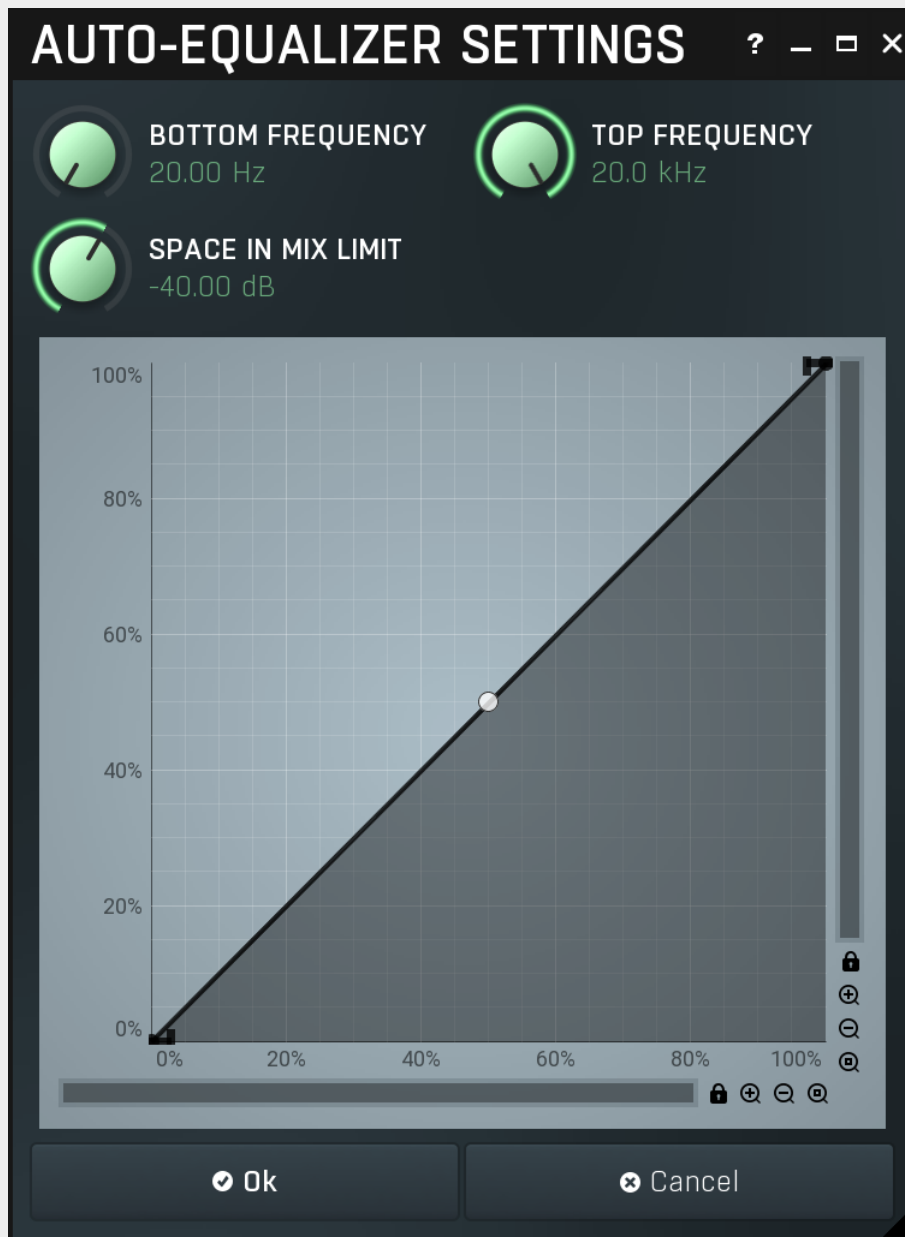 AUTO-EQUALIZER SETTINGS ?
BOTTOM FREQUENCY
20.00 Hz
TOP FREQUENCY
20.0 kHz
SPACE IN MIX LIMIT
-40.00 dB
100%
80%
60%
40%
20%
0%
0% 20% 40% 60% 80% 100%
Ok
Cancel